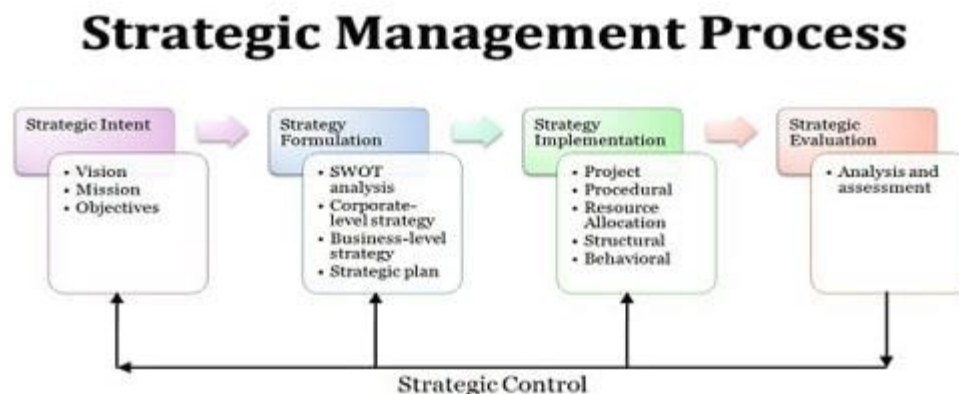 Strategic Management Process
Strategic Intent
• Vision
• Mission
• Objectives
Strategy
Formulation
• SWOT
analysis
• Corporate-
level strategy
• Business-level
strategy
• Strategic plan
Strategy
Implementation
• Project
• Procedural
• Resource
Allocation
• Structural
• Behavioral
Strategic
Evaluation
• Analysis and
assessment
Strategic Control